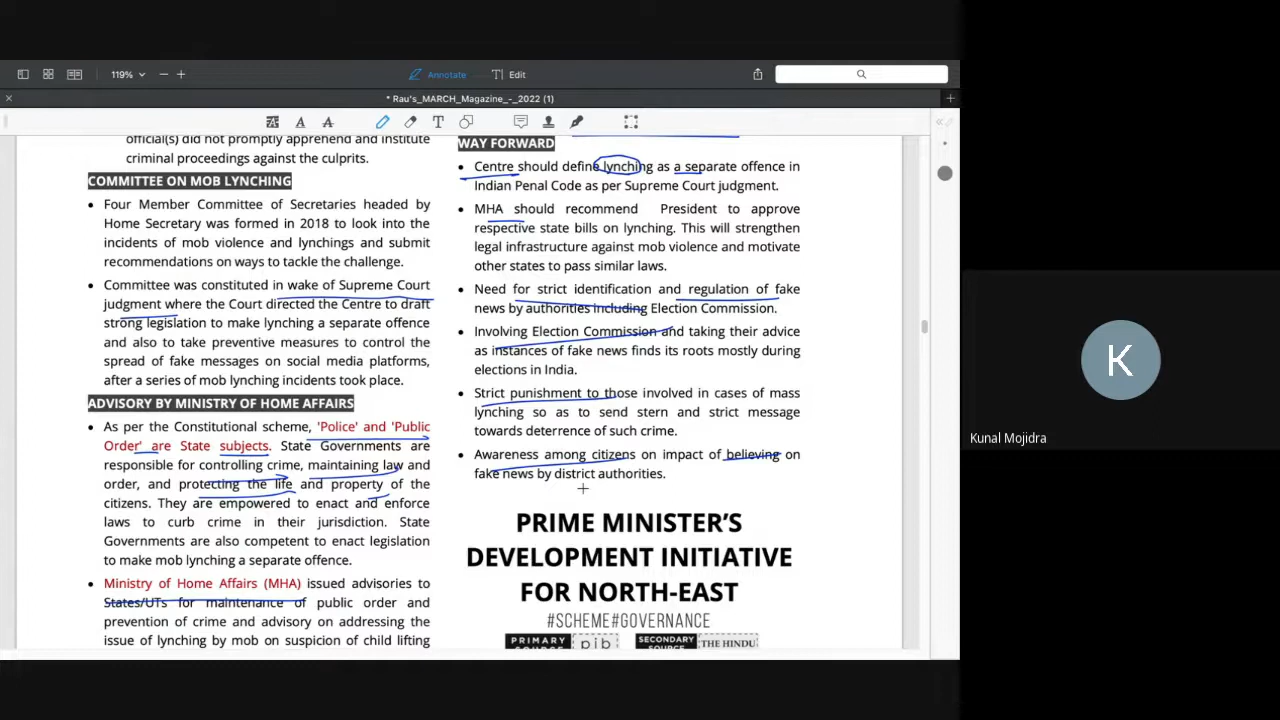 119%
Annotate
Edit
* Rau's_MARCH_Magazine_-_2022 (1)
official(s) did not promptly apprehend and institute
criminal proceedings against the culprits.
COMMITTEE ON MOB LYNCHING
• Four Member Committee of Secretaries headed by
Home Secretary was formed in 2018 to look into the
incidents of mob violence and lynchings and submit
recommendations on ways to tackle the challenge.
• Committee was constituted in wake of Supreme Court
judgment where the Court directed the Centre to draft
strong legislation to make lynching a separate offence
and also to take preventive measures to control the
spread of fake messages on social media platforms,
after a series of mob lynching incidents took place.
ADVISORY BY MINISTRY OF HOME AFFAIRS
• As per the Constitutional scheme, 'Police' and 'Public
Order' are State subjects. State Governments are
responsible for controlling crime, maintaining law and
order, and protecting the life and property of the
citizens. They are empowered to enact and enforce
laws to curb crime in their jurisdiction. State
Governments are also competent to enact legislation
to make mob lynching a separate offence.
• Ministry of Home Affairs (MHA) issued advisories to
States/UTs for maintenance of public order and
prevention of crime and advisory on addressing the
issue of lynching by mob on suspicion of child lifting
WAY FORWARD
• Centre should define lynching as a separate offence in
Indian Penal Code as per Supreme Court judgment.
• MHA should recommend President to approve
respective state bills on lynching. This will strengthen
legal infrastructure against mob violence and motivate
other states to pass similar laws.
• Need for strict identification and regulation of fake
news by authorities including Election Commission.
• Involving Election Commission and taking their advice
as instances of fake news finds its roots mostly during
elections in India.
• Strict punishment to those involved in cases of mass
lynching so as to send stern and strict message
towards deterrence of such crime.
• Awareness among citizens on impact of believing on
fake news by district authorities.
PRIME MINISTER'S
DEVELOPMENT INITIATIVE
FOR NORTH-EAST
#SCHEME#GOVERNANCE
PRIMARY
SOURCE
pib
SECONDARY
SOURCE
THE HINDU
K
Kunal Mojidra